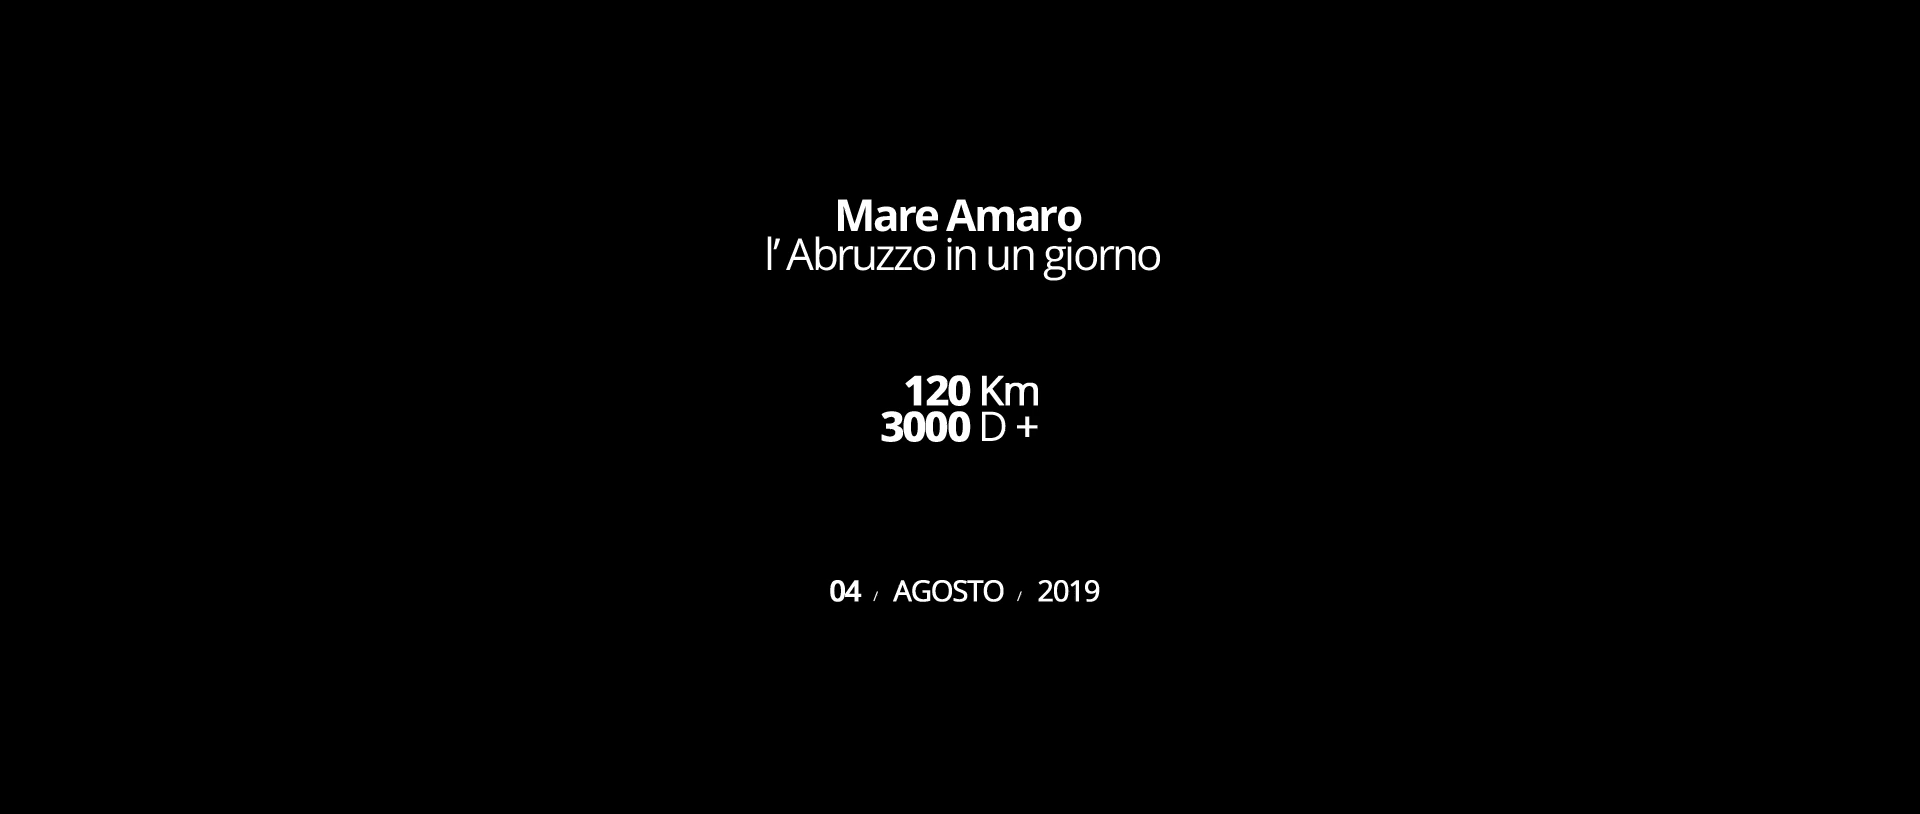 Mare Amaro
l’ Abruzzo in un giorno
120 Km
3000 D +
04 / AGOSTO / 2019